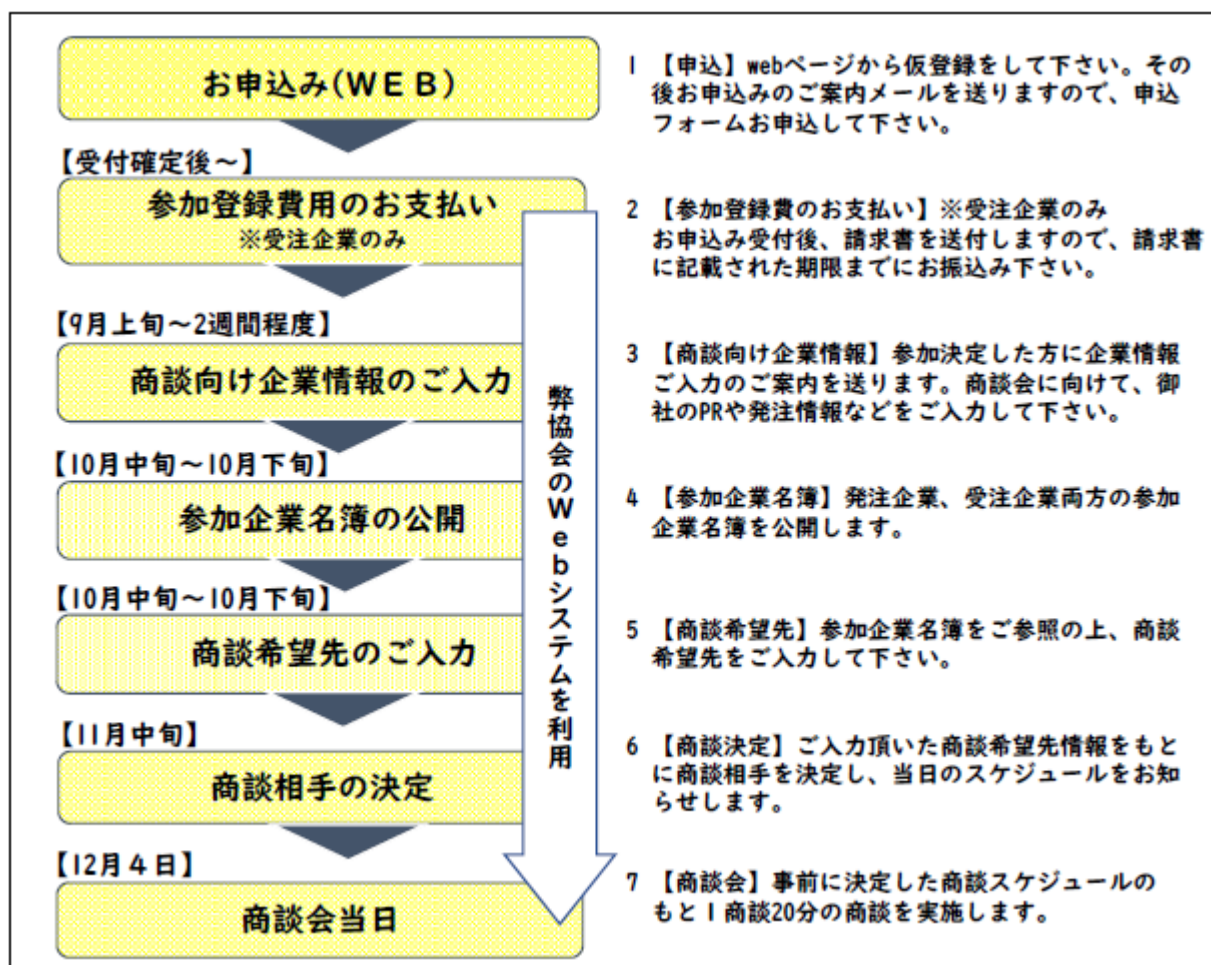 お申込み(WEB)
1 【申込】webページから仮登録をして下さい。その
後お申込みのご案内メールを送りますので、申込
フォームお申込して下さい。
【受付確定後～】
参加登録費用のお支払い
※受注企業のみ
2 【参加登録費のお支払い】※受注企業のみ
お申込み受付後、請求書を送付しますので、請求書
に記載された期限までにお振込み下さい。
【9月上旬～2週間程度】
商談向け企業情報のご入力
3 【商談向け企業情報】参加決定した方に企業情報
ご入力のご案内を送ります。商談会に向けて、御
社のPRや発注情報などをご入力して下さい。
【10月中旬～10月下旬】
参加企業名簿の公開
4 【参加企業名簿】発注企業、受注企業両方の参加
企業名簿を公開します。
【10月中旬～10月下旬】
商談希望先のご入力
5 【商談希望先】参加企業名簿をご参照の上、商談
希望先をご入力して下さい。
【11月中旬】
商談相手の決定
6 【商談決定】ご入力頂いた商談希望先情報をもと
に商談相手を決定し、当日のスケジュールをお知
らせします。
【12月4日】
商談会当日
7 【商談会】事前に決定した商談スケジュールの
もと1商談20分の商談を実施します。
弊協会のWebシステムを利用